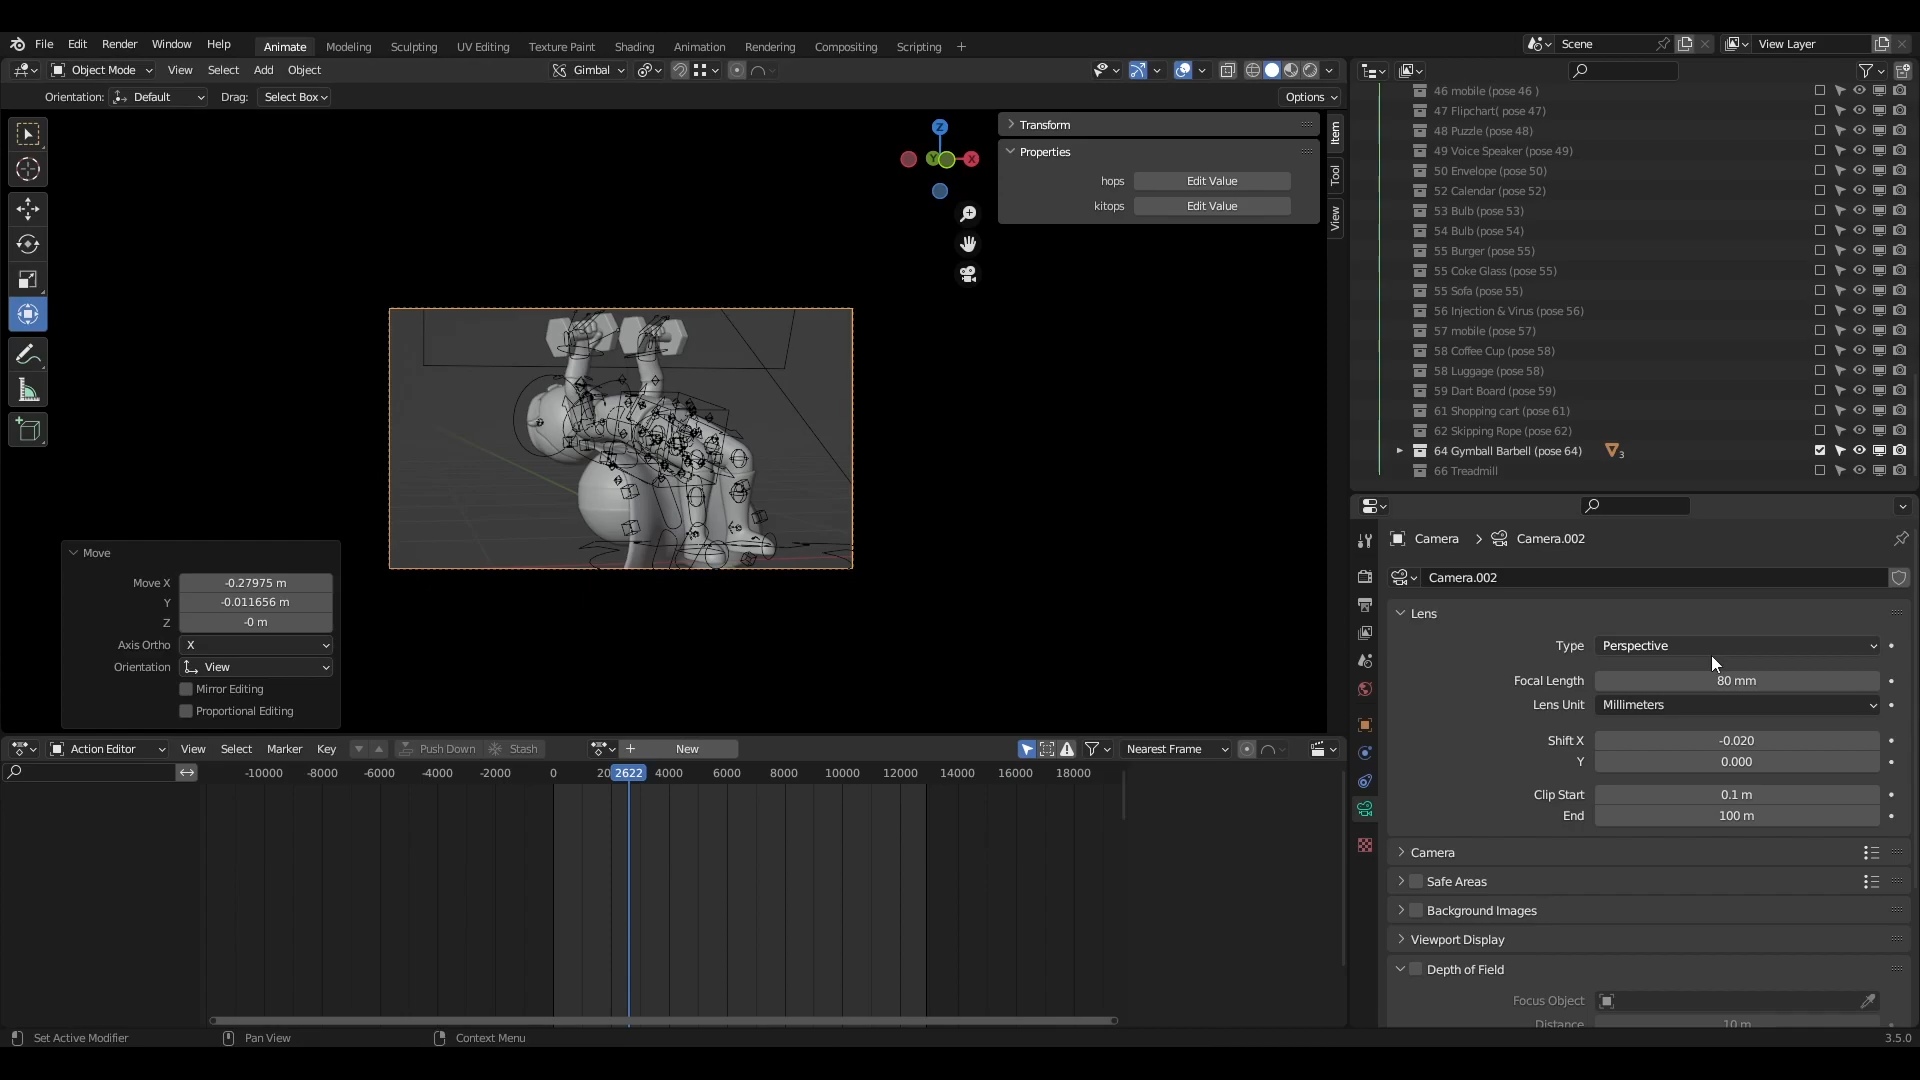 File Edit Render Window Help Animate Modeling Sculpting UV Editing Texture Paint Shading Animation Rendering Compositing Scripting + Scene View Layer
Object Mode View Select Add Object Gimbal
Orientation: Default Drag: Select Box Options
Z
Y X
Transform
Properties
hops Edit Value
kitops Edit Value
Item
Tool
View
Move
Move X -0.27975 m
Y -0.011656 m
Z -0 m
Axis Ortho X
Orientation View
Mirror Editing
Proportional Editing
46 mobile (pose 46 )
47 Flipchart( pose 47)
48 Puzzle (pose 48)
49 Voice Speaker (pose 49)
50 Envelope (pose 50)
52 Calendar (pose 52)
53 Bulb (pose 53)
54 Bulb (pose 54)
55 Burger (pose 55)
55 Coke Glass (pose 55)
55 Sofa (pose 55)
56 Injection & Virus (pose 56)
57 mobile (pose 57)
58 Coffee Cup (pose 58)
58 Luggage (pose 58)
59 Dart Board (pose 59)
61 Shopping cart (pose 61)
62 Skipping Rope (pose 62)
64 Gymball Barbell (pose 64) 3
66 Treadmill
Camera > Camera.002
Camera.002
Lens
Type Perspective
Focal Length 80 mm
Lens Unit Millimeters
Shift X -0.020
Y 0.000
Clip Start 0.1 m
End 100 m
Camera
Safe Areas
Background Images
Viewport Display
Depth of Field
Focus Object
Distance 10 m
Action Editor View Select Marker Key Push Down Stash + New Nearest Frame
-10000 -8000 -6000 -4000 -2000 0 20 2622 4000 6000 8000 10000 12000 14000 16000 18000
Set Active Modifier Pan View Context Menu 3.5.0